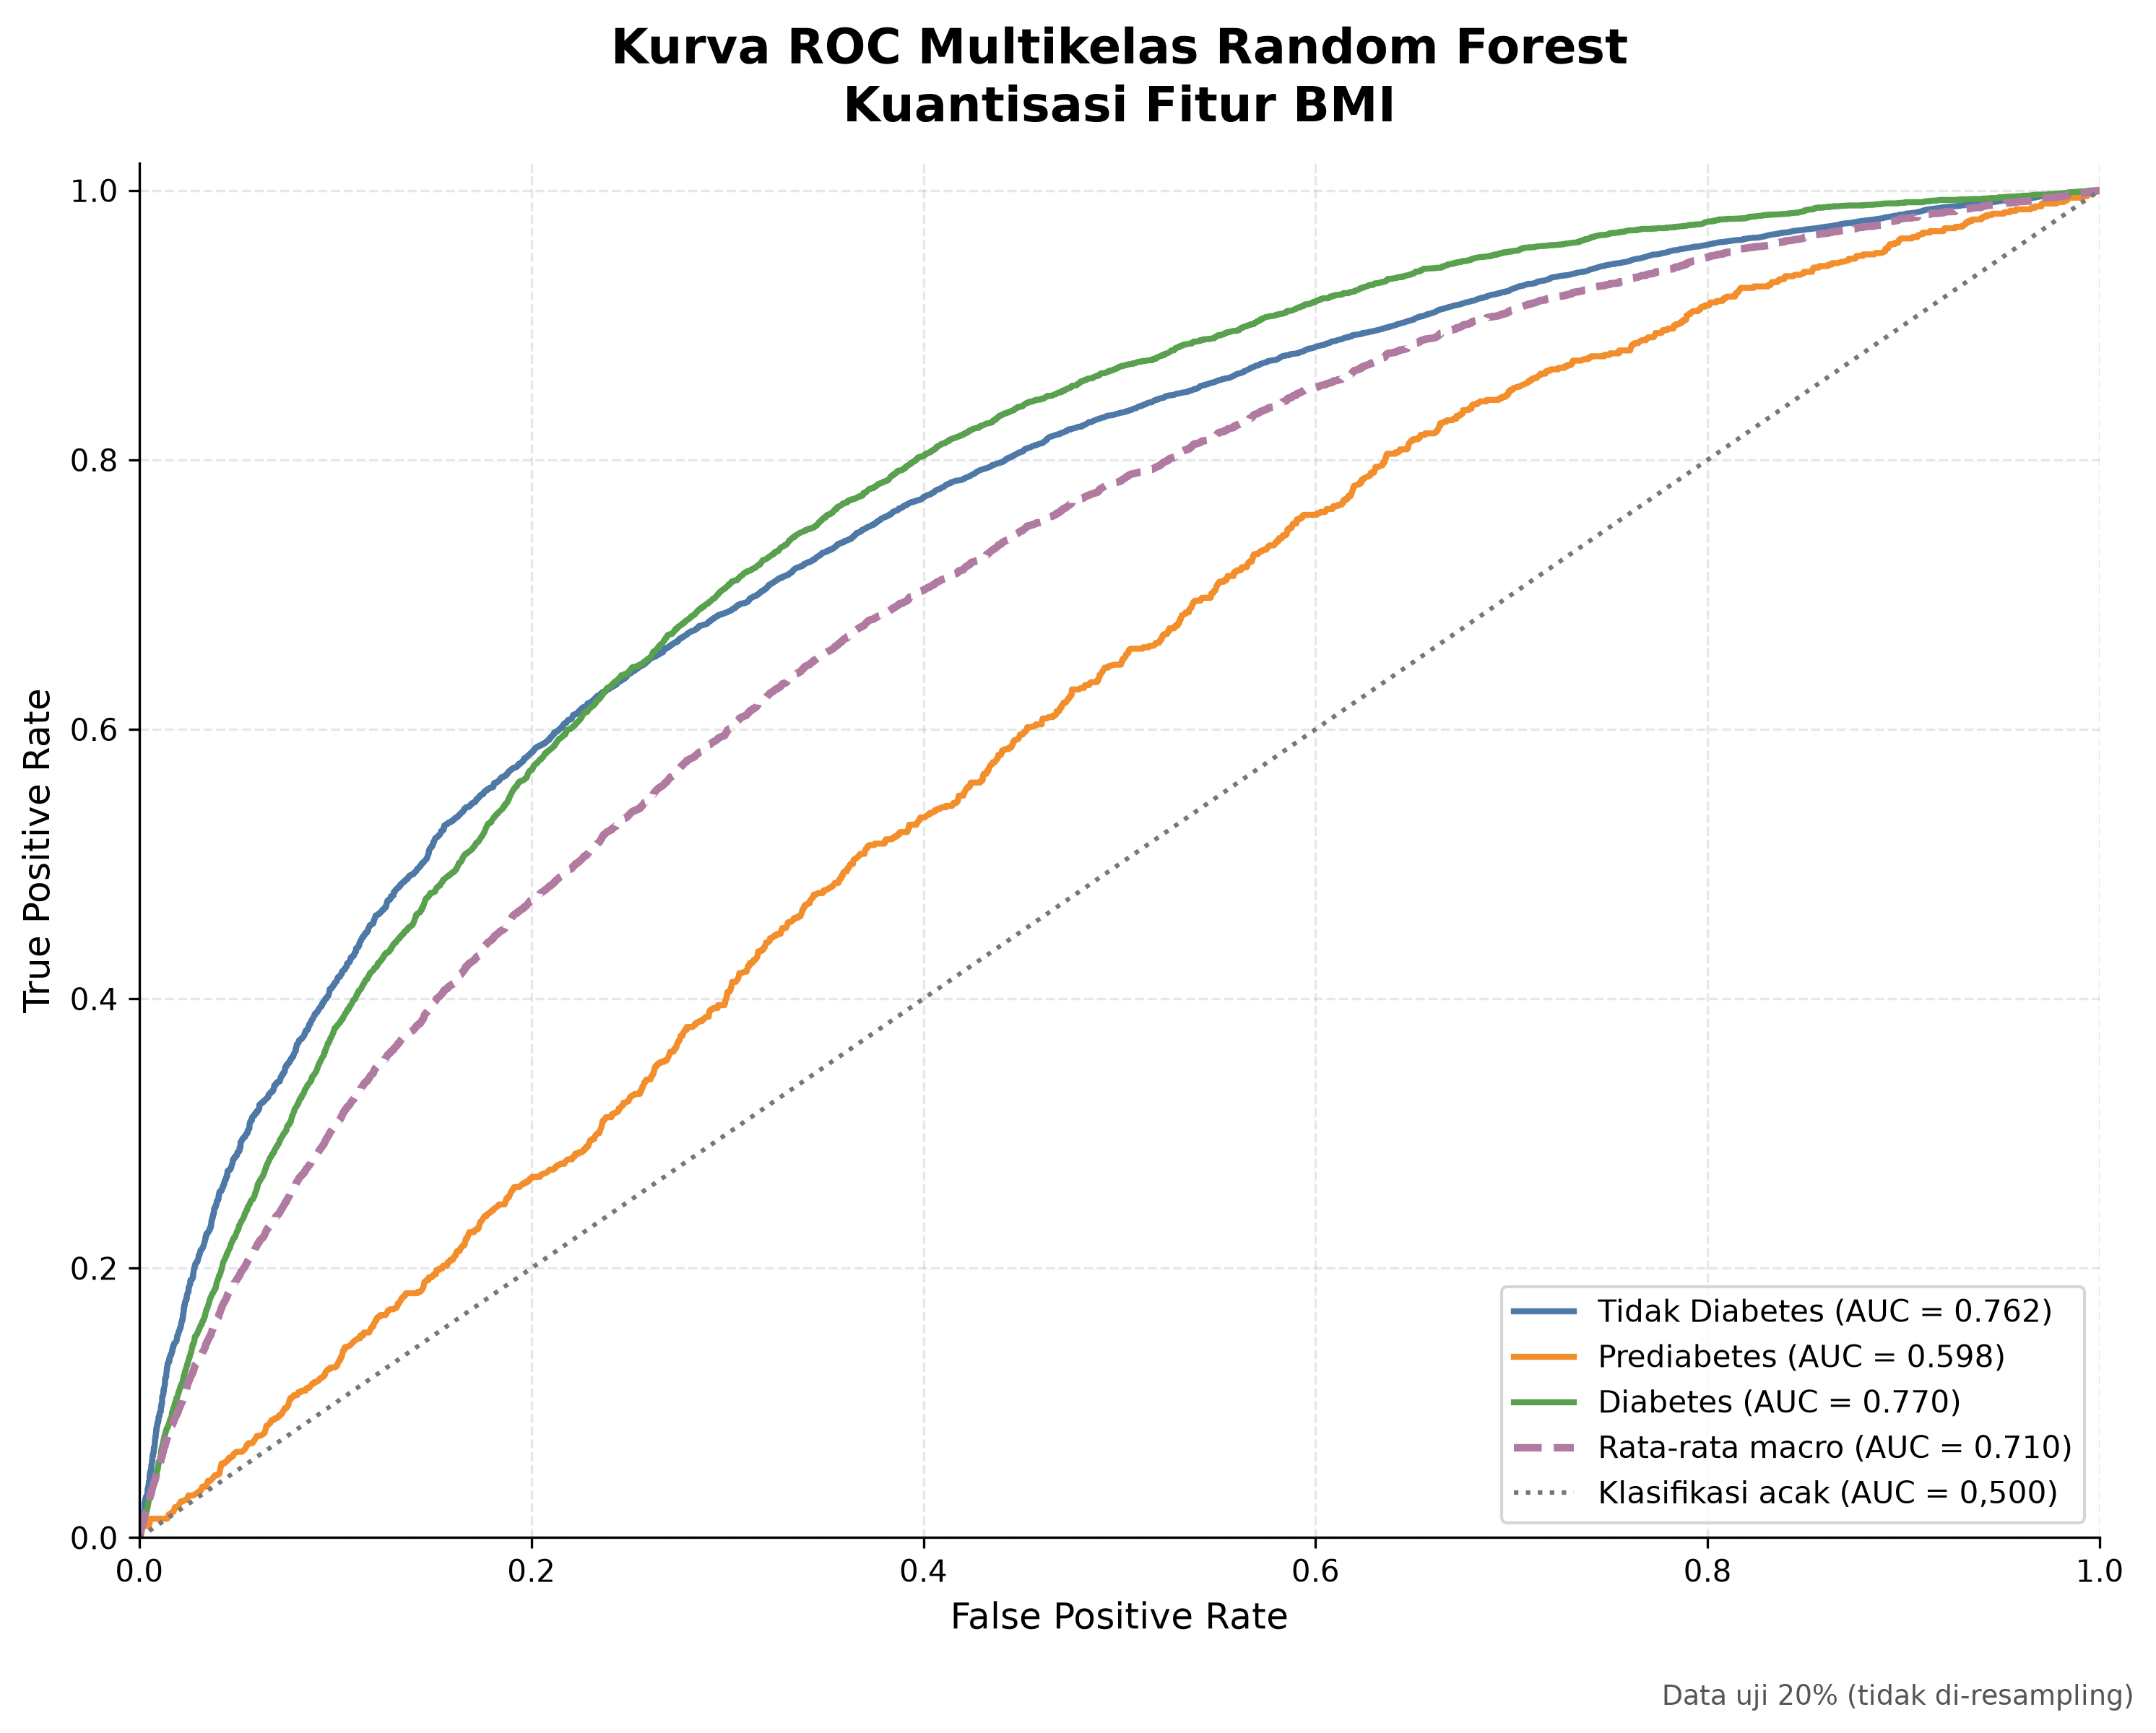 Kurva ROC Multikelas Random Forest
Kuantisasi Fitur BMI
True Positive Rate
1.0
0.8
0.6
0.4
0.2
0.0
0.0
0.2
0.4
0.6
0.8
1.0
False Positive Rate
Tidak Diabetes (AUC = 0.762)
Prediabetes (AUC = 0.598)
Diabetes (AUC = 0.770)
Rata-rata macro (AUC = 0.710)
Klasifikasi acak (AUC = 0,500)
Data uji 20% (tidak di-resampling)